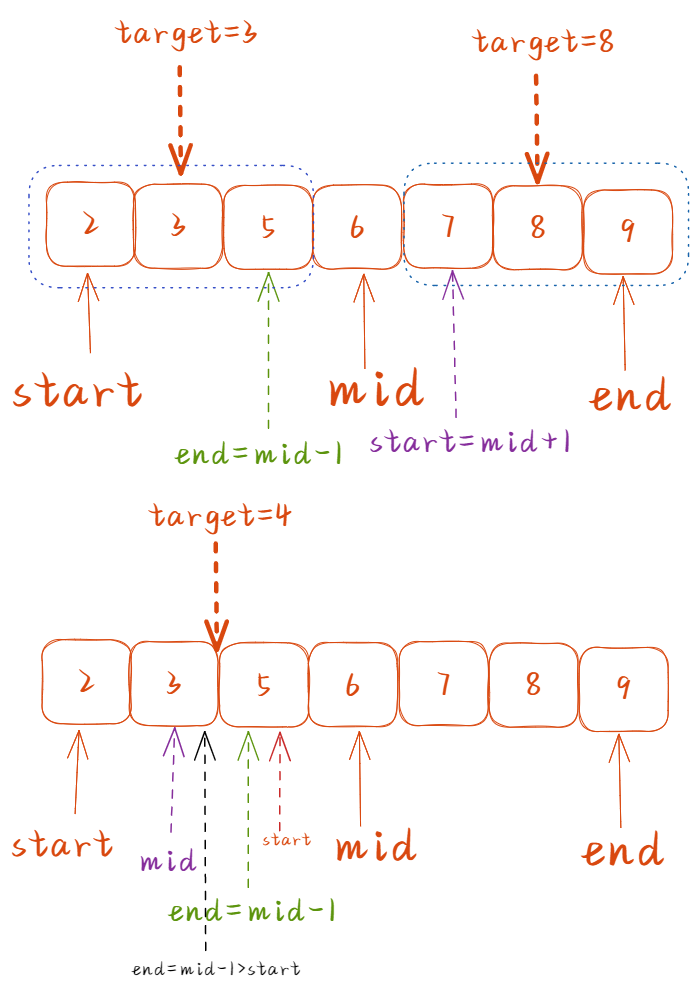 target=3
target=8
2 3 5 6 7 8 9
start
mid
end
end=mid-1
start=mid+1
target=4
2 3 5 6 7 8 9
start
mid
start
mid
end
end=mid-1
end=mid-1>start